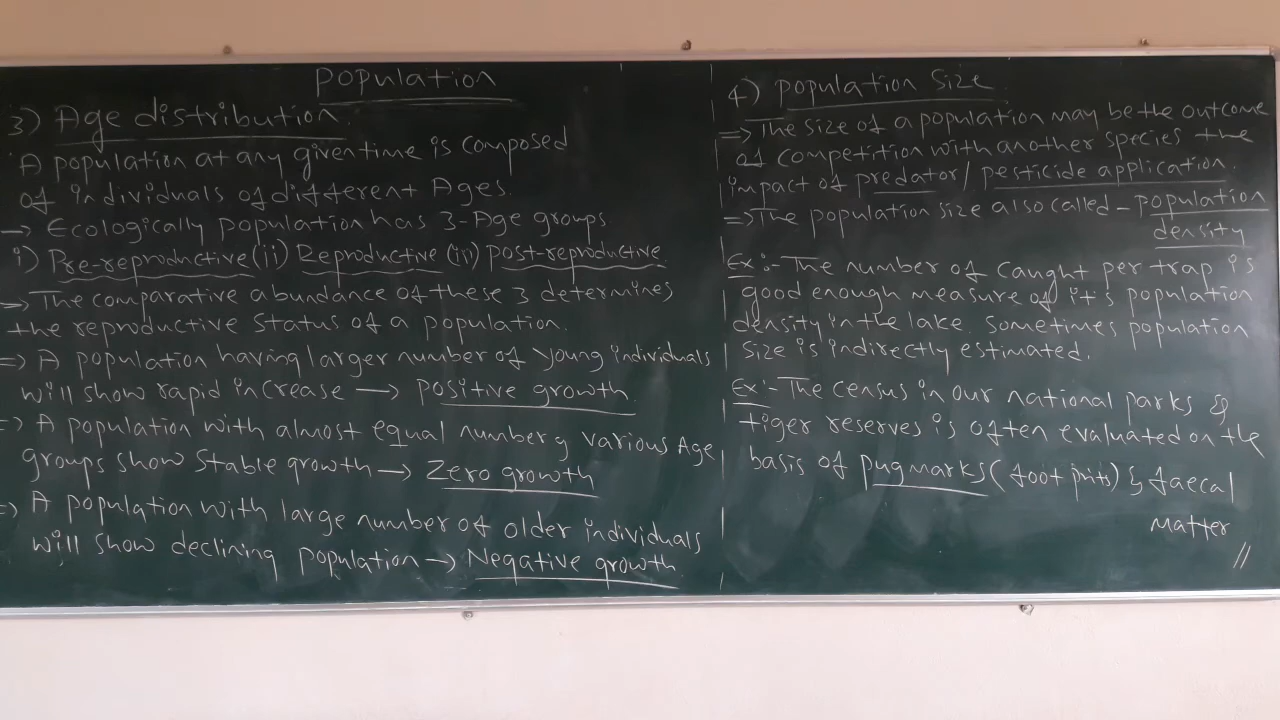 Population
3) Age distribution.
A population at any given time is composed
of individuals of different Ages.
→ Ecologically population has 3-Age groups
i) Pre-reproductive (ii) Reproductive (iii) post-reproductive.
→ The comparative abundance of these 3 determines
the reproductive status of a population.
⇒ A population having larger number of young individuals
will show rapid increase → positive growth.
⇒ A population with almost equal number of various Age
groups show stable growth → Zero growth
⇒ A population with large number of older individuals
will show declining population → Negative growth.
4) Population Size.
⇒ The size of a population may be the outcome
of competition with another species the
impact of predator / pesticide application.
⇒ The population size also called - population
density
Ex :- The number of caught per trap is
good enough measure of it's population
density in the lake. Sometimes population
size is indirectly estimated.
Ex :- The census in our national parks &
tiger reserves is often evaluated on the
basis of pugmarks (foot prits) & faecal
Matter
//